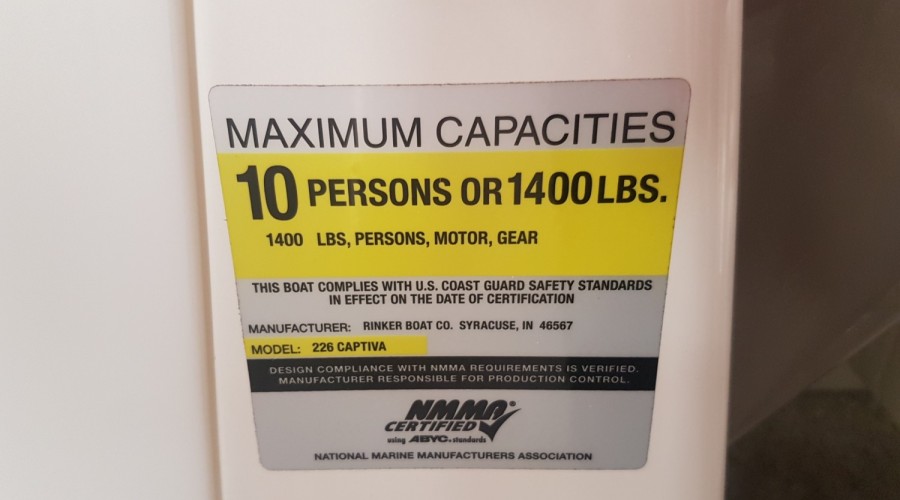 MAXIMUM CAPACITIES
10 PERSONS OR 1400 LBS.
1400 LBS, PERSONS, MOTOR, GEAR
THIS BOAT COMPLIES WITH U.S. COAST GUARD SAFETY STANDARDS
IN EFFECT ON THE DATE OF CERTIFICATION
MANUFACTURER: RINKER BOAT CO. SYRACUSE, IN 46567
MODEL: 226 CAPTIVA
DESIGN COMPLIANCE WITH NMMA REQUIREMENTS IS VERIFIED.
MANUFACTURER RESPONSIBLE FOR PRODUCTION CONTROL.
NMMA®
CERTIFIED
using ABYC. standards
NATIONAL MARINE MANUFACTURERS ASSOCIATION